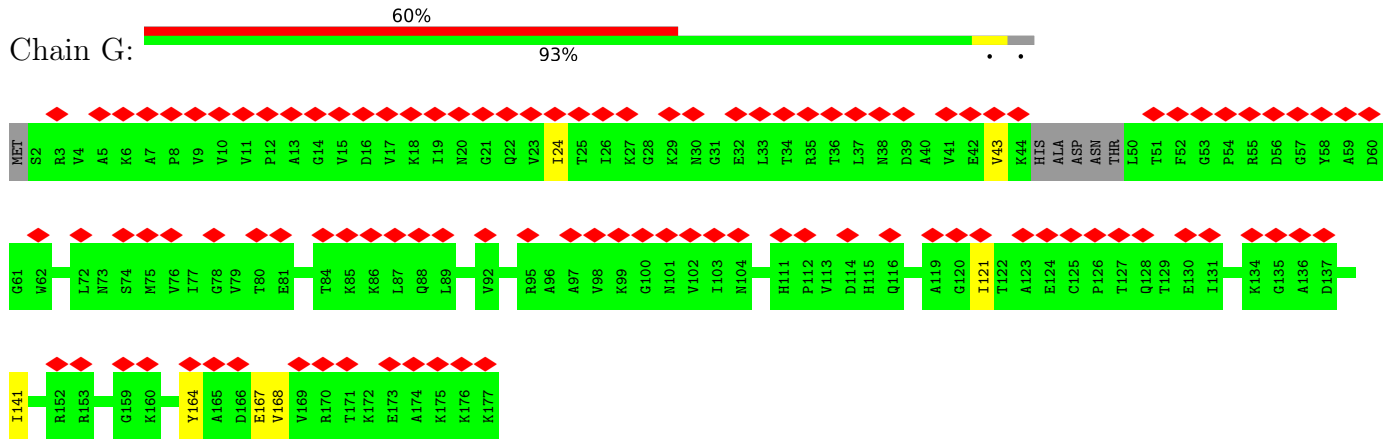 60%
Chain G:
93%
• •
MET S2 R3 V4 A5 K6 A7 P8 V9 V10 V11 P12 A13 G14 V15 D16 V17 K18 I19 N20 G21 Q22 V23 I24 T25 I26 K27 G28 K29 N30 G31 E32 L33 T34 R35 T36 L37 N38 D39 A40 V41 E42 V43 K44 HIS ALA ASP ASN THR L50 T51 F52 G53 P54 R55 D56 G57 Y58 A59 D60
G61 W62 L72 N73 S74 M75 V76 I77 G78 V79 T80 E81 T84 K85 K86 L87 Q88 L89 V92 R95 A96 A97 V98 K99 G100 N101 V102 I103 N104 H111 P112 V113 D114 H115 Q116 A119 G120 I121 T122 A123 E124 C125 P126 T127 Q128 T129 E130 I131 K134 G135 A136 D137
I141 R152 R153 G159 K160 Y164 A165 D166 E167 V168 V169 R170 T171 K172 E173 A174 K175 K176 K177